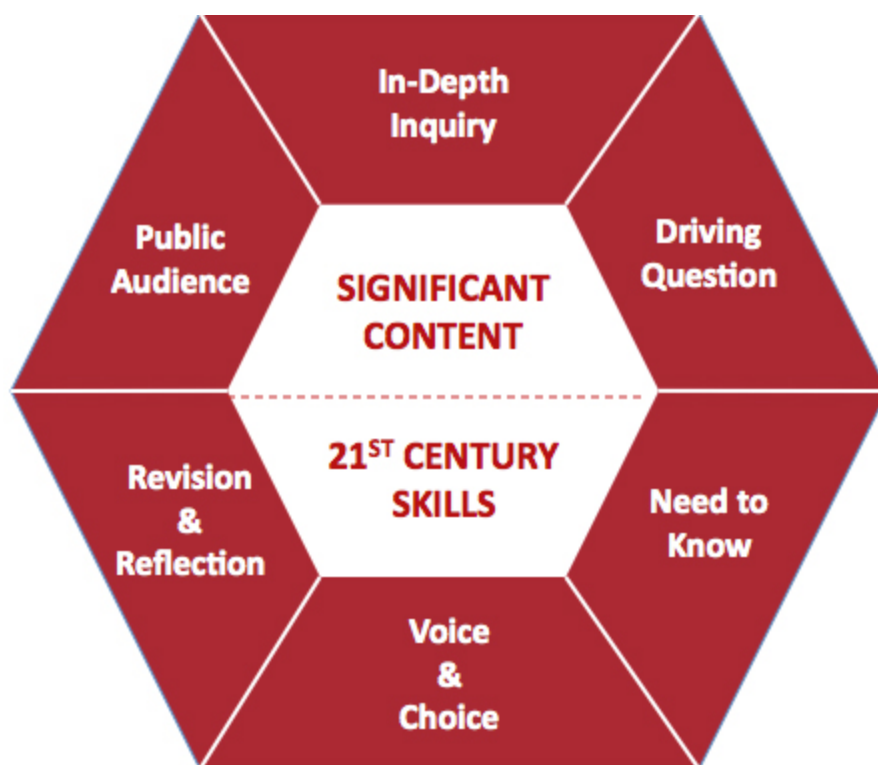 In-Depth
Inquiry
Public
Audience
Driving
Question
SIGNIFICANT
CONTENT
21ST CENTURY
SKILLS
Revision
&
Reflection
Need to
Know
Voice
&
Choice